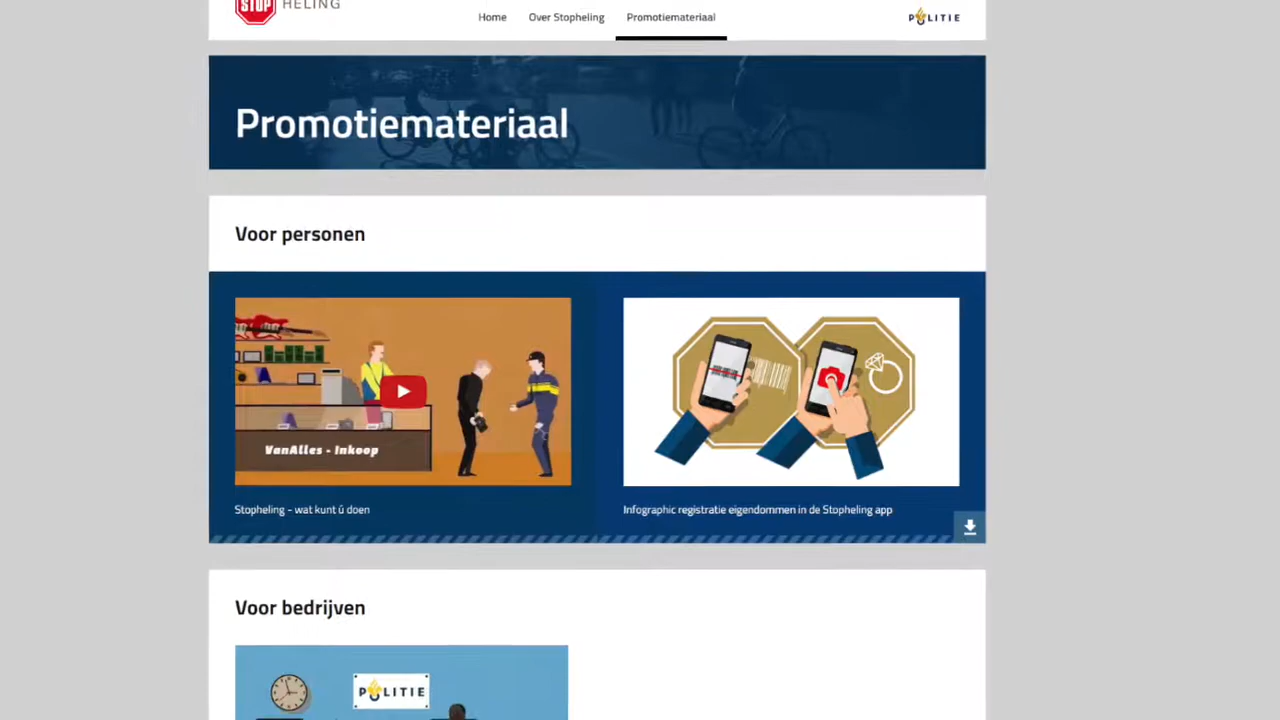 STOP HELING
Home Over Stopheling Promotiemateriaal
POLITIE
Promotiemateriaal
Voor personen
VanAlles - Inkoop
Stopheling - wat kunt ú doen
Infographic registratie eigendommen in de Stopheling app
Voor bedrijven
POLITIE